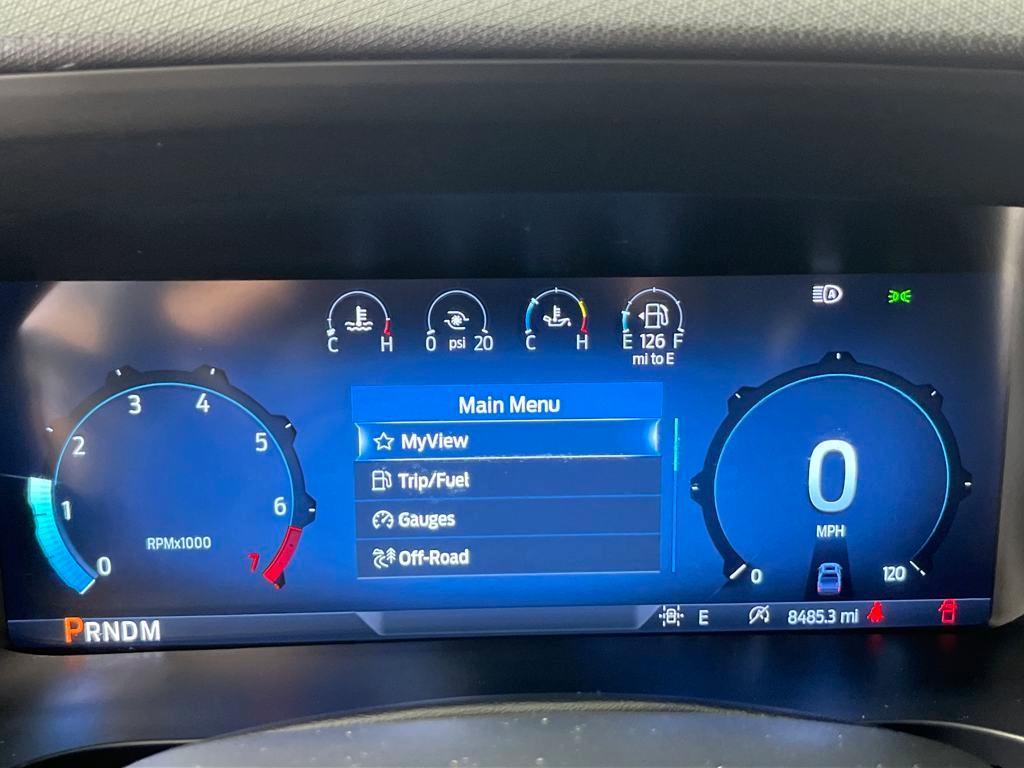 C H
0 psi 20
C H
E 126 F
mi to E
A
Main Menu
MyView
Trip/Fuel
Gauges
Off-Road
0
1
2
3
4
5
6
7
RPMx1000
0
MPH
0
120
PRNDM
E
8485.3 mi